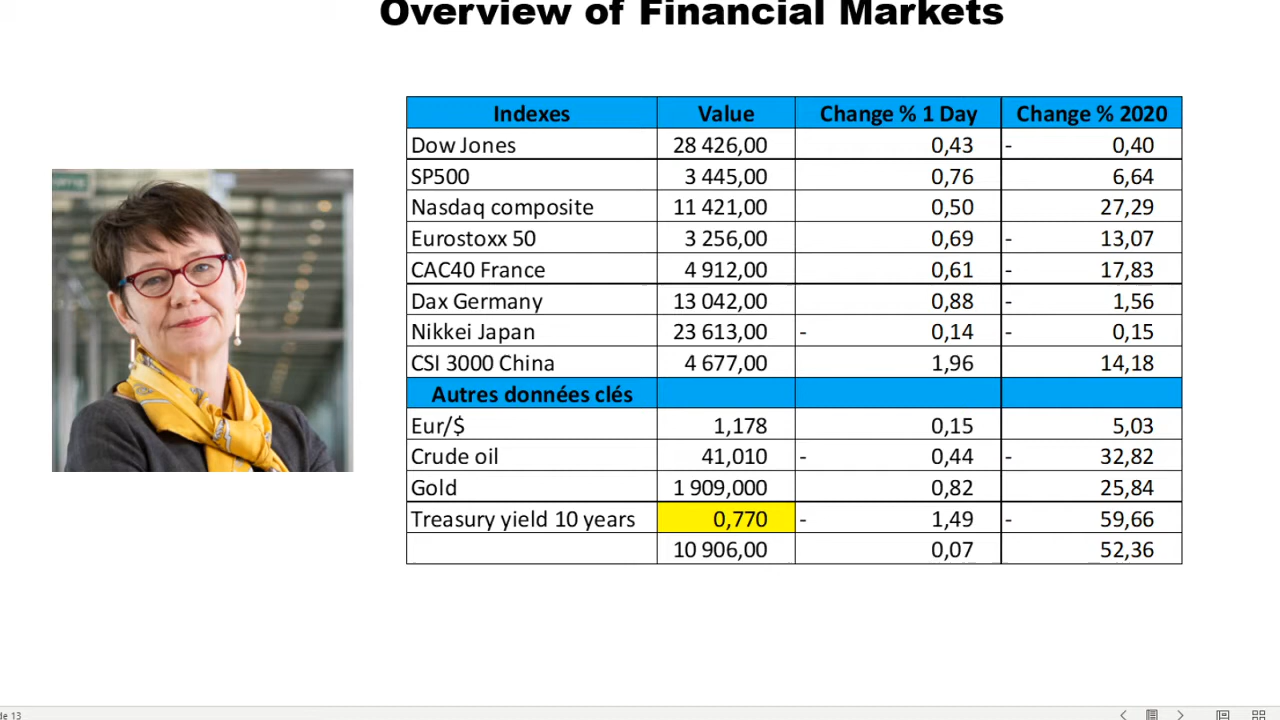 Overview of Financial Markets
Indexes Value Change % 1 Day Change % 2020
Dow Jones 28 426,00 0,43 - 0,40
SP500 3 445,00 0,76 6,64
Nasdaq composite 11 421,00 0,50 27,29
Eurostoxx 50 3 256,00 0,69 - 13,07
CAC40 France 4 912,00 0,61 - 17,83
Dax Germany 13 042,00 0,88 - 1,56
Nikkei Japan 23 613,00 - 0,14 - 0,15
CSI 3000 China 4 677,00 1,96 14,18
Autres données clés
Eur/$ 1,178 0,15 5,03
Crude oil 41,010 - 0,44 - 32,82
Gold 1 909,000 0,82 25,84
Treasury yield 10 years 0,770 - 1,49 - 59,66
10 906,00 0,07 52,36
de 13